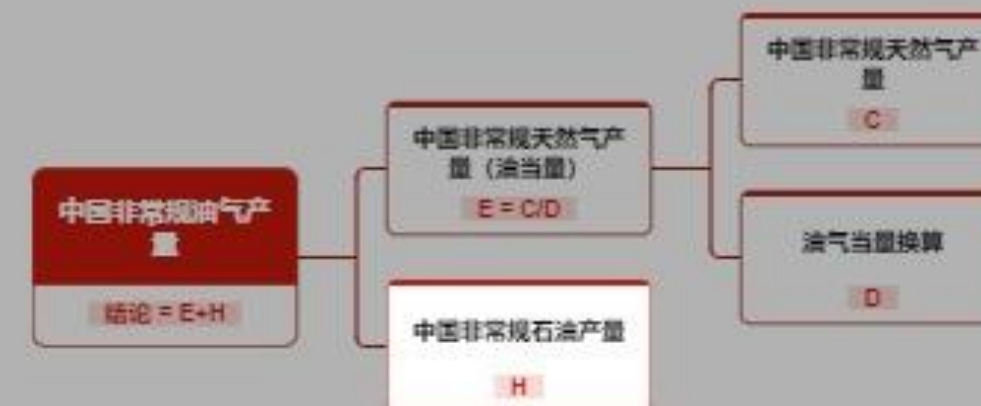 中国非常规油气产
量
结论 = E+H
中国非常规天然气产
量（油当量）
E = C/D
中国非常规石油产量
H
中国非常规天然气产
量
C
油气当量换算
D